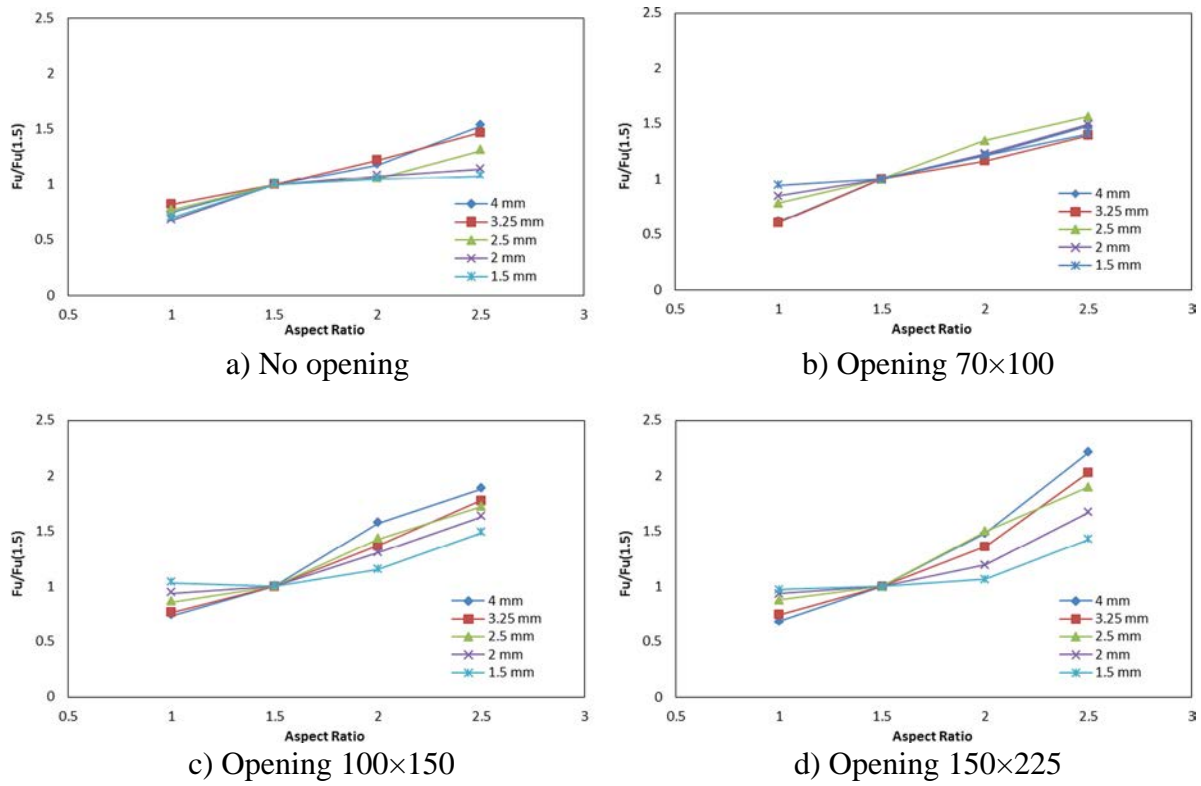 2.5
2
1.5
1
0.5
0
Fu/Fu(1.5)
4 mm
3.25 mm
2.5 mm
2 mm
1.5 mm
0.5 1 1.5 2 2.5 3
Aspect Ratio
a) No opening
2.5
2
1.5
1
0.5
0
Fu/Fu(1.5)
4 mm
3.25 mm
2.5 mm
2 mm
1.5 mm
0.5 1 1.5 2 2.5 3
Aspect Ratio
b) Opening 70×100
2.5
2
1.5
1
0.5
0
Fu/Fu(1.5)
4 mm
3.25 mm
2.5 mm
2 mm
1.5 mm
0.5 1 1.5 2 2.5 3
Aspect Ratio
c) Opening 100×150
2.5
2
1.5
1
0.5
0
Fu/Fu(1.5)
4 mm
3.25 mm
2.5 mm
2 mm
1.5 mm
0.5 1 1.5 2 2.5 3
Aspect Ratio
d) Opening 150×225